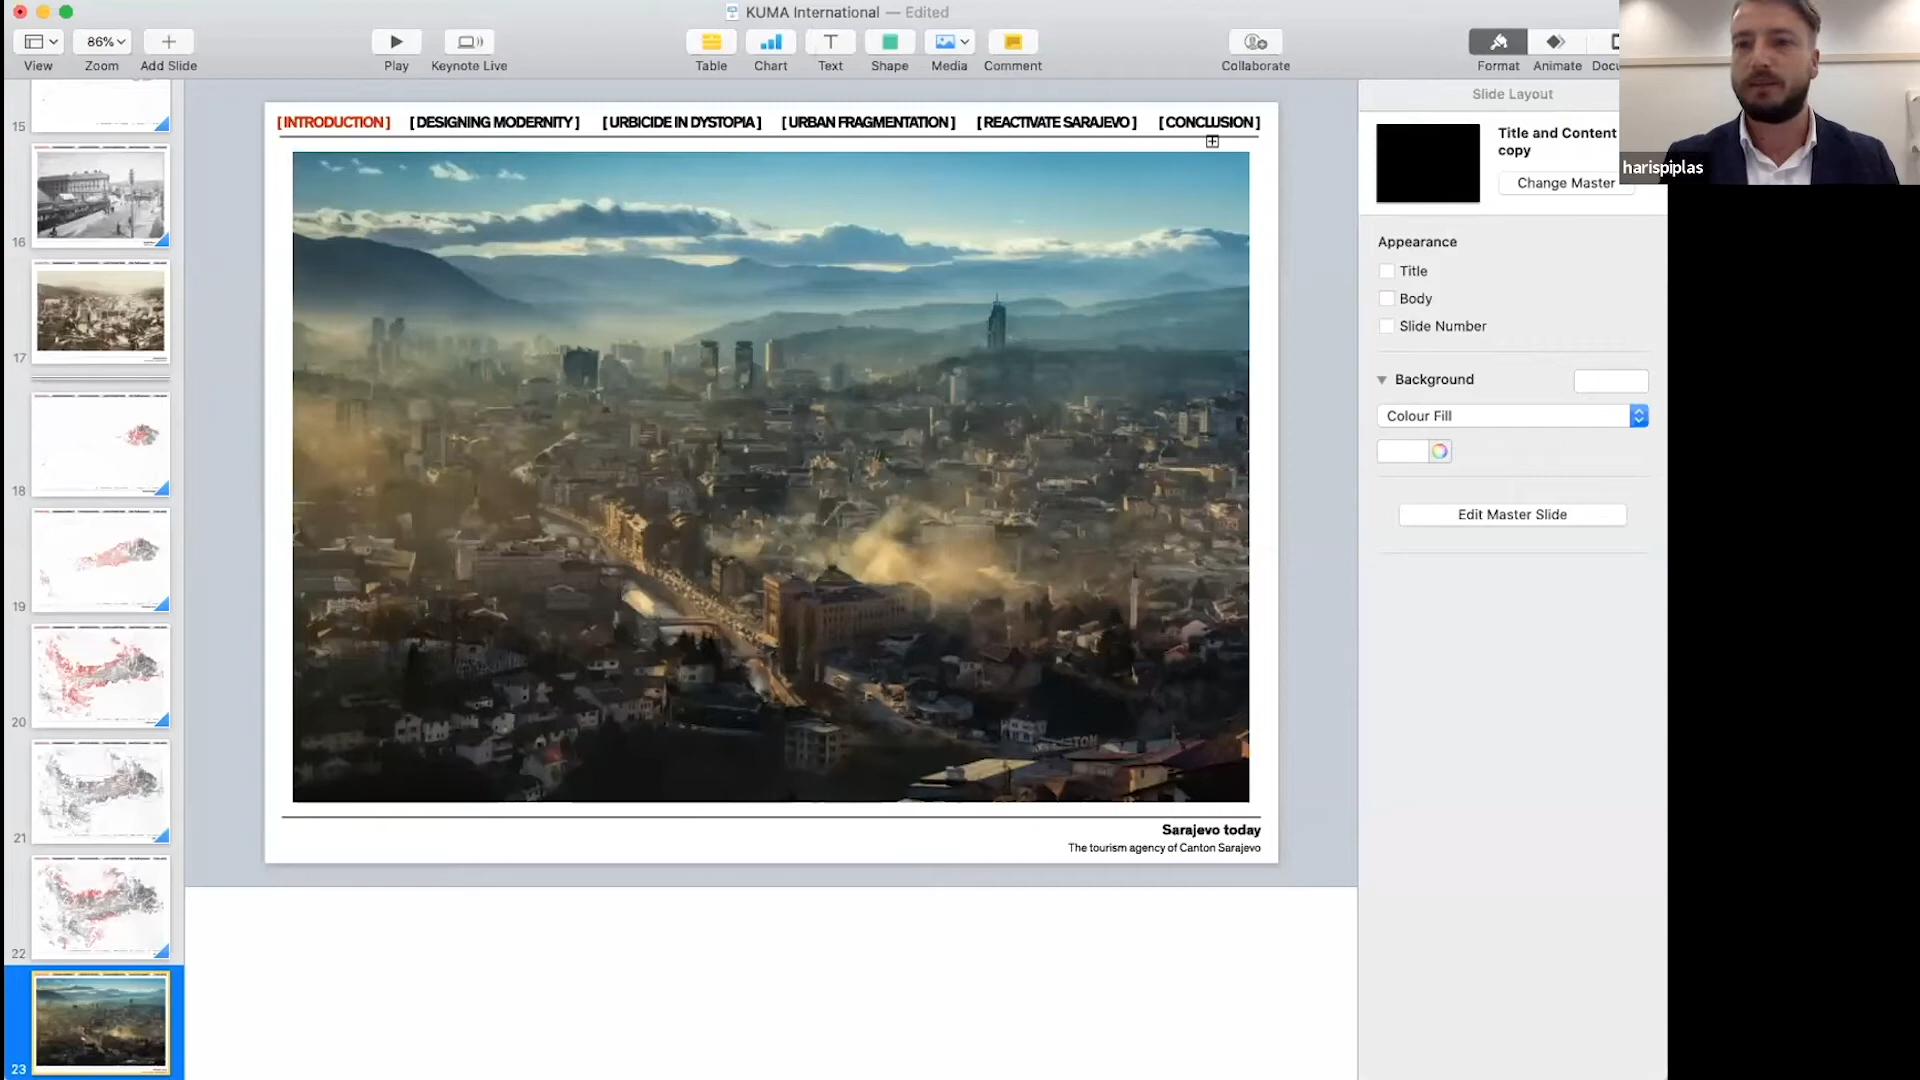 KUMA International — Edited
86%
View
Zoom
Add Slide
Play
Keynote Live
Table
Chart
Text
Shape
Media
Comment
Collaborate
Format
Animate
Docu
harispiplas
15
16
17
18
19
20
21
22
23
[ INTRODUCTION ] [ DESIGNING MODERNITY ] [ URBICIDE IN DYSTOPIA ] [ URBAN FRAGMENTATION ] [ REACTIVATE SARAJEVO ] [ CONCLUSION ]
Sarajevo today
The tourism agency of Canton Sarajevo
Slide Layout
Title and Content
copy
Change Master
Appearance
Title
Body
Slide Number
Background
Colour Fill
Edit Master Slide